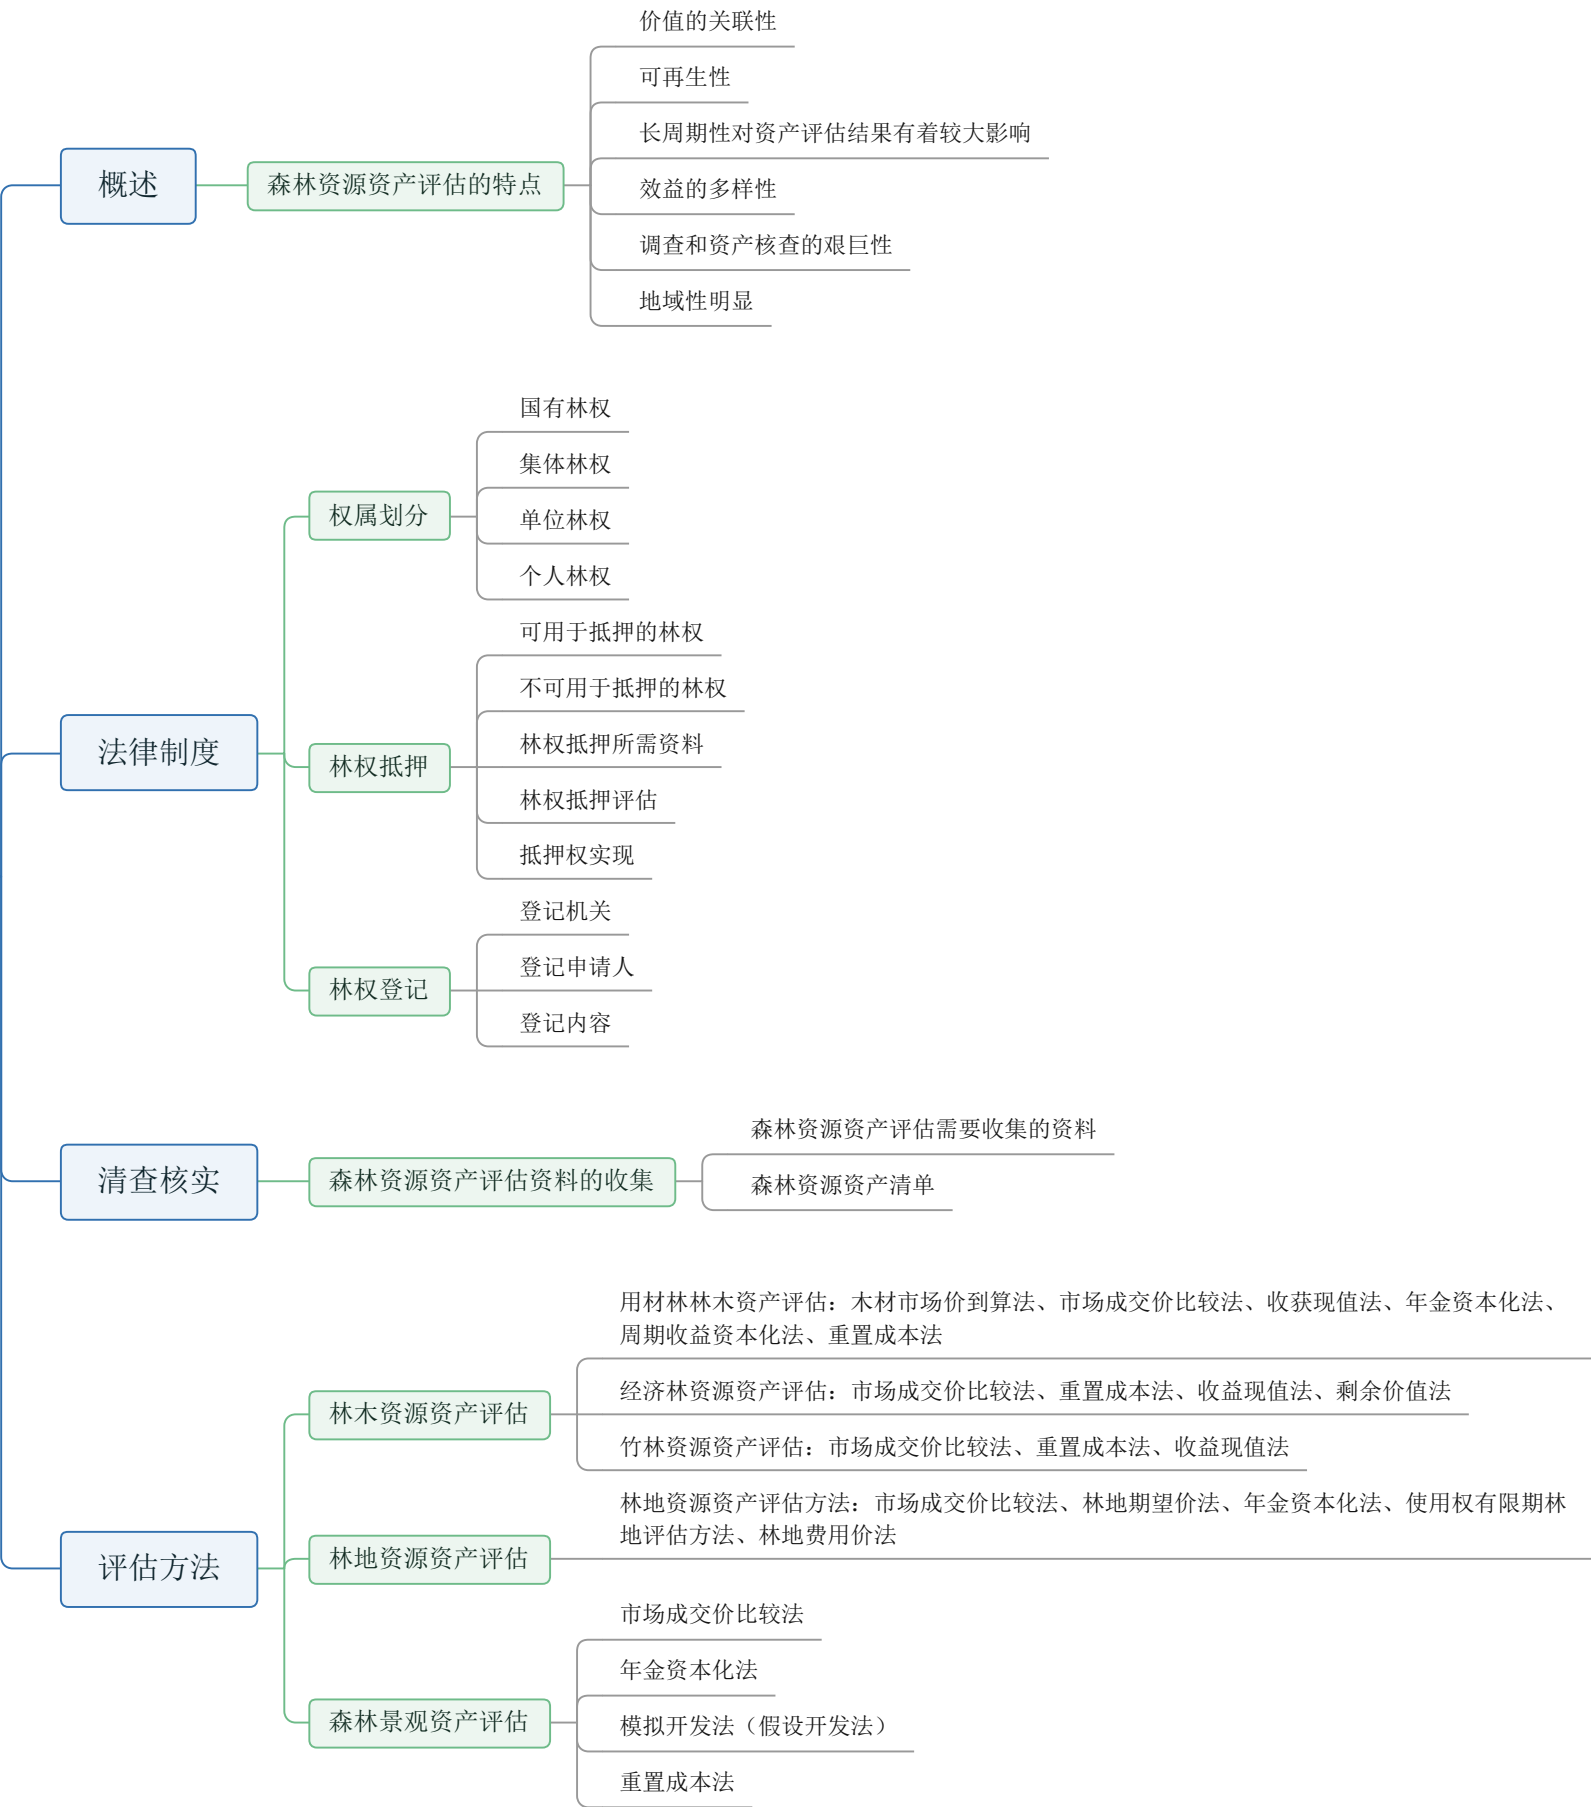 价值的关联性
可再生性
长周期性对资产评估结果有着较大影响
概述
森林资源资产评估的特点
效益的多样性
调查和资产核查的艰巨性
地域性明显
国有林权
集体林权
权属划分
单位林权
个人林权
可用于抵押的林权
不可用于抵押的林权
法律制度
林权抵押
林权抵押所需资料
林权抵押评估
抵押权实现
登记机关
林权登记
登记申请人
登记内容
森林资源资产评估需要收集的资料
清查核实
森林资源资产评估资料的收集
森林资源资产清单
用材林林木资产评估：木材市场价到算法、市场成交价比较法、收获现值法、年金资本化法、
周期收益资本化法、重置成本法
林木资源资产评估
经济林资源资产评估：市场成交价比较法、重置成本法、收益现值法、剩余价值法
竹林资源资产评估：市场成交价比较法、重置成本法、收益现值法
评估方法
林地资源资产评估
林地资源资产评估方法：市场成交价比较法、林地期望价法、年金资本化法、使用权有限期林
地评估方法、林地费用价法
市场成交价比较法
年金资本化法
森林景观资产评估
模拟开发法（假设开发法）
重置成本法